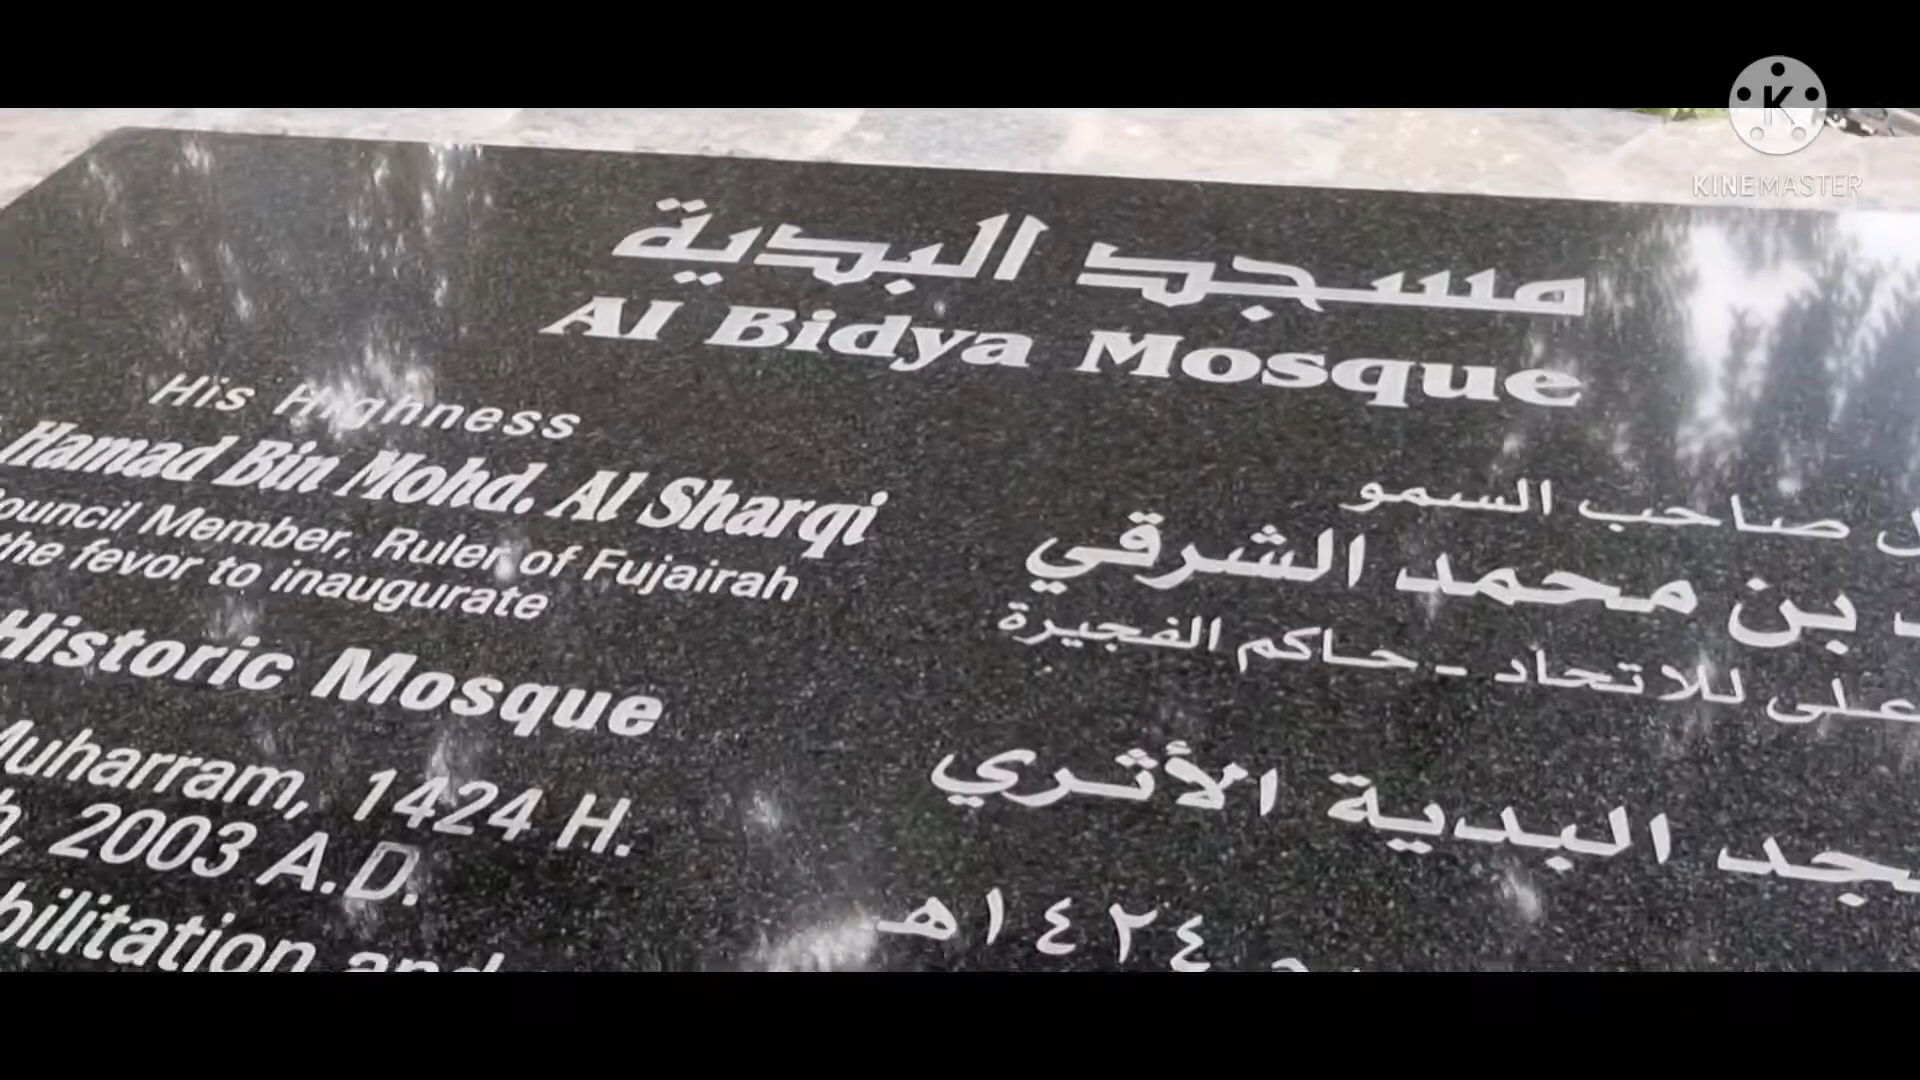 KINEMASTER
مسجد البدية
Al Bidya Mosque
His Highness
Hamad Bin Mohd. Al Sharqi
Council Member, Ruler of Fujairah
the fevor to inaugurate
Historic Mosque
Muharram, 1424 H.
2003 A.D.
and
صاحب السمو
بن محمد الشرقي
للاتحاد - حاكم الفجيرة
البدية الأثري
١٤٢٤هـ